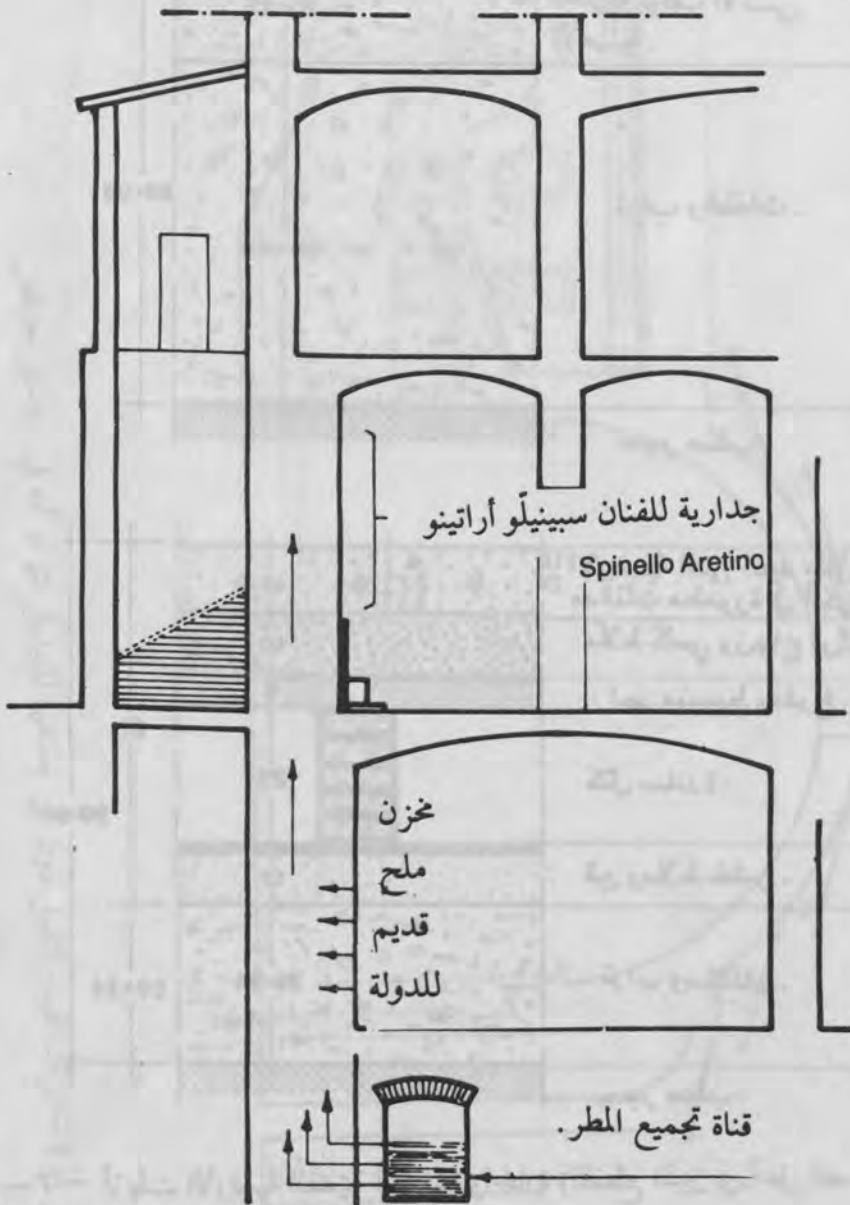 جدارية للفنان سبينيلّو أراتينو
Spinello Aretino
مخزن
ملح
قديم
للدولة
قناة تجميع المطر.